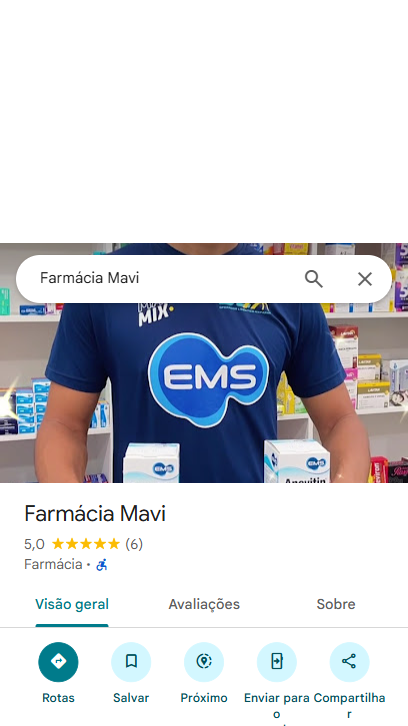 Farmácia Mavi
MIX
EMS
EMS
EMS
Apevitin
Farmácia Mavi
5,0 (6)
Farmácia ·
Visão geral
Avaliações
Sobre
Rotas
Salvar
Próximo
Enviar para o
Compartilhar